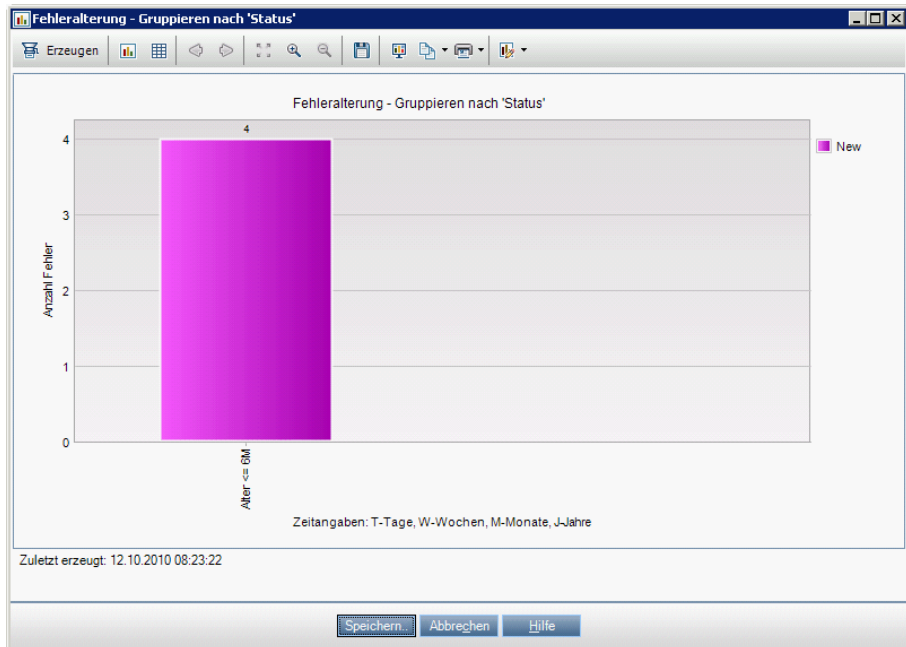 Fehleralterung - Gruppieren nach 'Status'
Erzeugen
Fehleralterung - Gruppieren nach 'Status'
4
4
New
3
Anzahl Fehler
2
1
0
Alter <= 6M
Zeitangaben: T-Tage, W-Wochen, M-Monate, J-Jahre
Zuletzt erzeugt: 12.10.2010 08:23:22
Speichern.. Abbrechen Hilfe